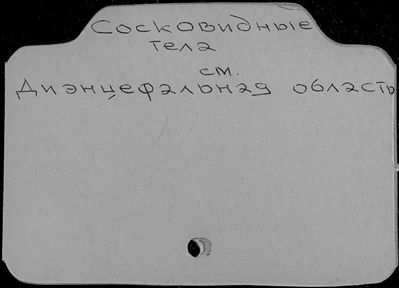 Сосковидные
тела
см.
Диэнцефальная область